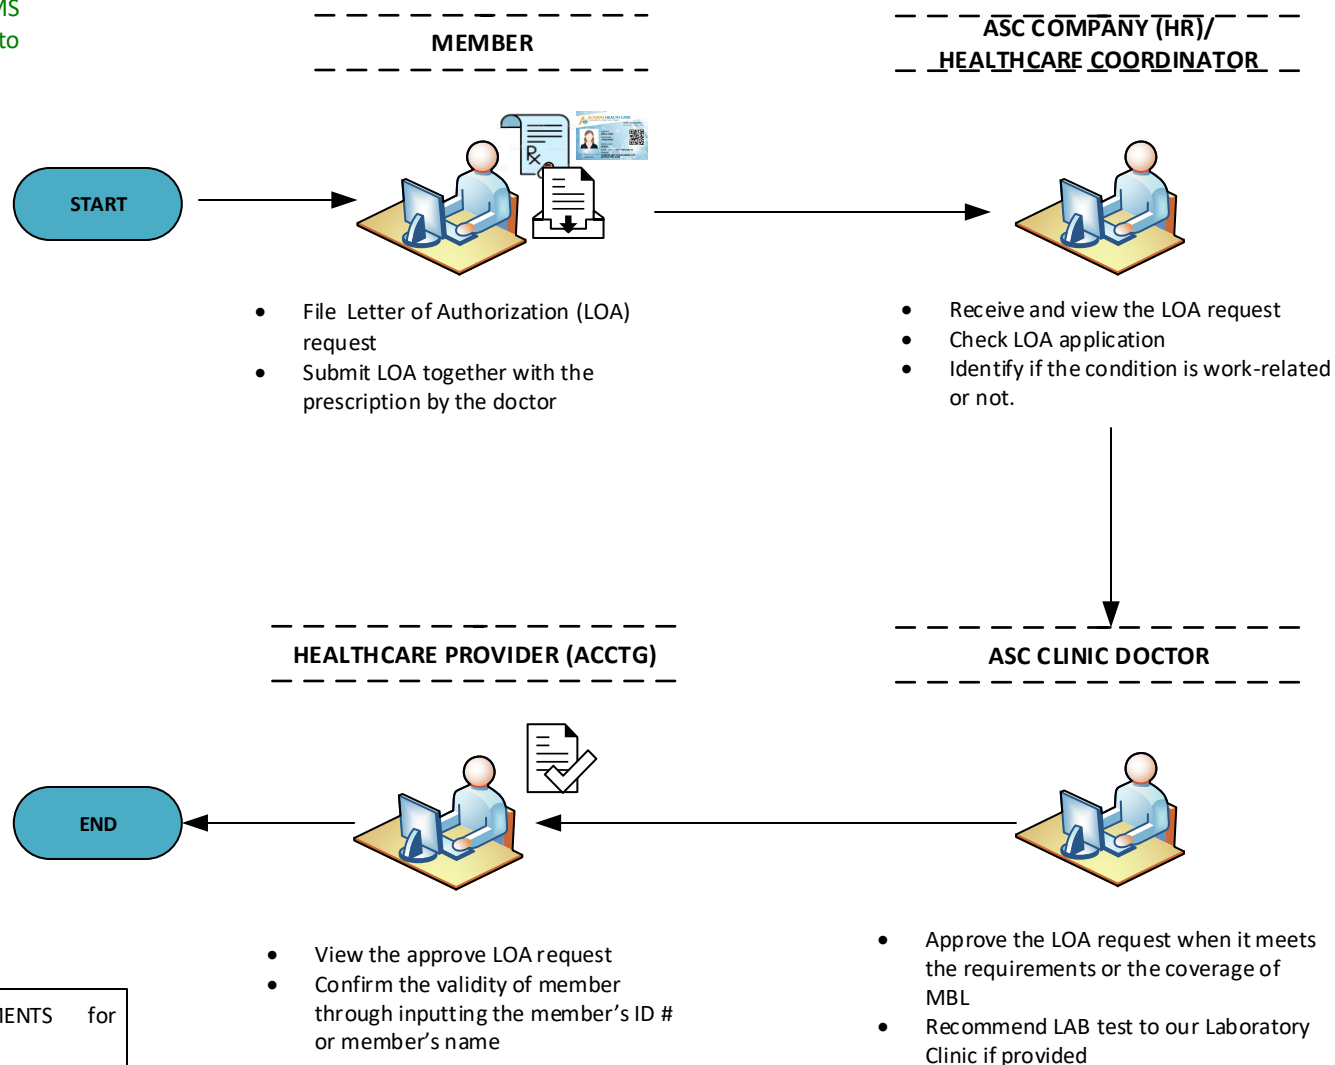 MS
to
MEMBER
ASC COMPANY (HR)/
HEALTHCARE COORDINATOR
START
Rx
File Letter of Authorization (LOA)
request
Submit LOA together with the
prescription by the doctor
Receive and view the LOA request
Check LOA application
Identify if the condition is work-related
or not.
HEALTHCARE PROVIDER (ACCTG)
ASC CLINIC DOCTOR
END
View the approve LOA request
Confirm the validity of member
through inputting the member's ID #
or member's name
Approve the LOA request when it meets
the requirements or the coverage of
MBL
Recommend LAB test to our Laboratory
Clinic if provided
MENTS for